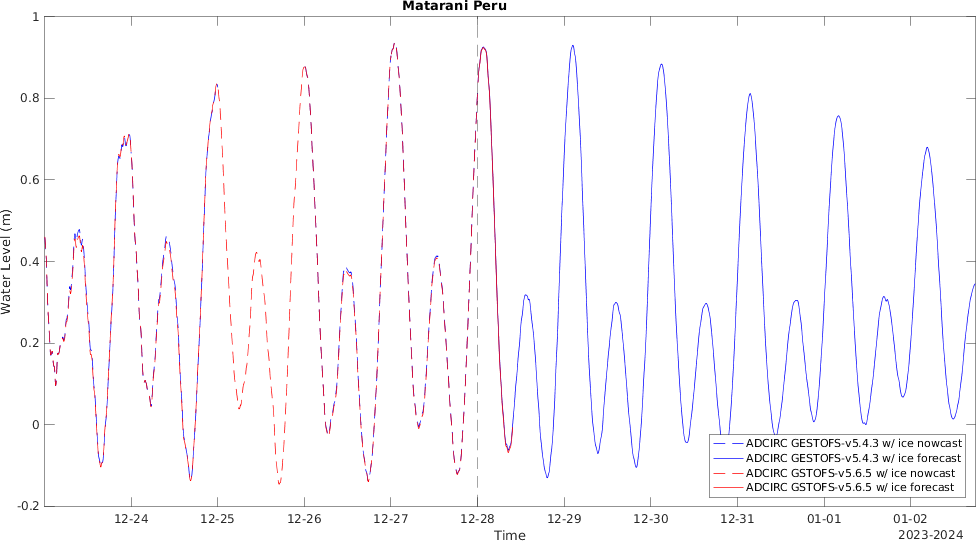 Matarani Peru
Water Level (m)
1
0.8
0.6
0.4
0.2
0
-0.2
12-24 12-25 12-26 12-27 12-28 12-29 12-30 12-31 01-01 01-02
Time
2023-2024
ADCIRC GESTOFS-v5.4.3 w/ ice nowcast
ADCIRC GESTOFS-v5.4.3 w/ ice forecast
ADCIRC GSTOFS-v5.6.5 w/ ice nowcast
ADCIRC GSTOFS-v5.6.5 w/ ice forecast